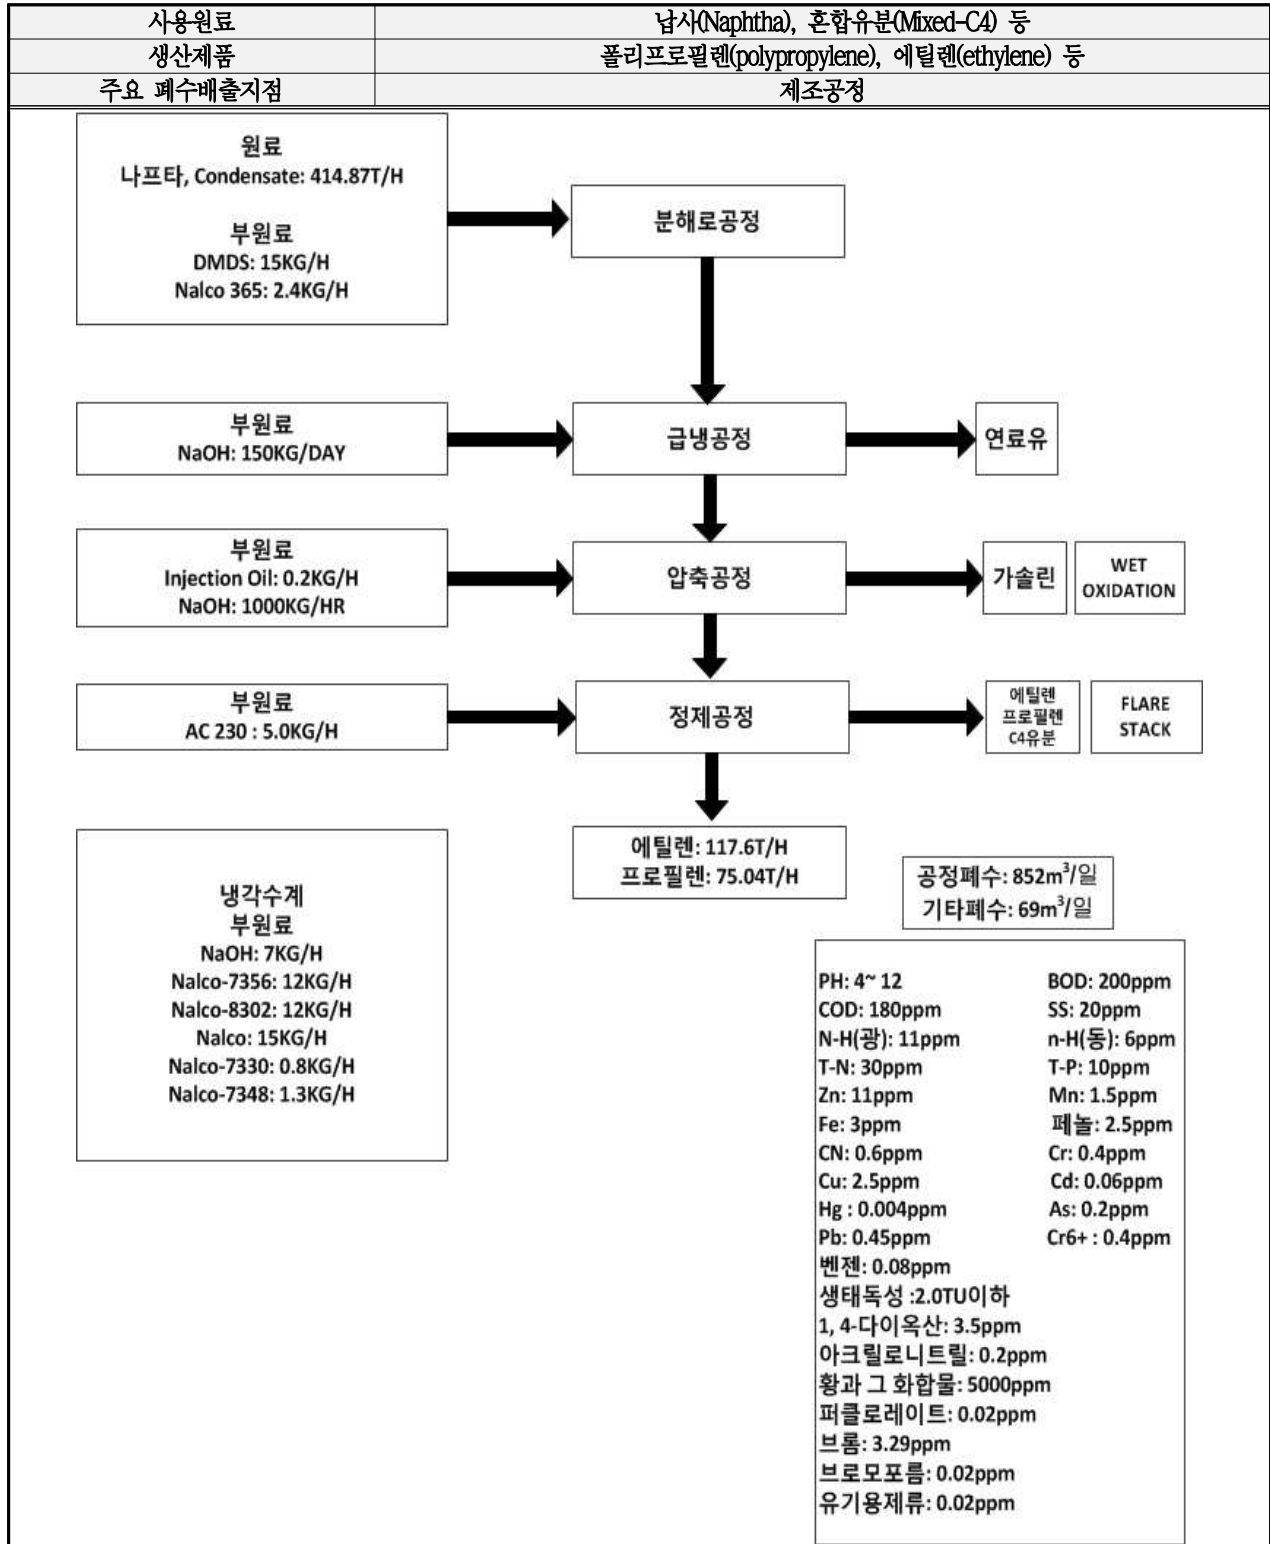 사용원료 납사(Naphtha), 혼합유분(Mixed-C4) 등
생산제품 폴리프로필렌(polypropylene), 에틸렌(ethylene) 등
주요 폐수배출지점 제조공정
원료
나프타, Condensate: 414.87T/H
부원료
DMDS: 15KG/H
Nalco 365: 2.4KG/H
분해로공정
부원료
NaOH: 150KG/DAY
급냉공정
연료유
부원료
Injection Oil: 0.2KG/H
NaOH: 1000KG/HR
압축공정
가솔린
WET
OXIDATION
부원료
AC 230 : 5.0KG/H
정제공정
에틸렌
프로필렌
C4유분
FLARE
STACK
에틸렌: 117.6T/H
프로필렌: 75.04T/H
냉각수계
부원료
NaOH: 7KG/H
Nalco-7356: 12KG/H
Nalco-8302: 12KG/H
Nalco: 15KG/H
Nalco-7330: 0.8KG/H
Nalco-7348: 1.3KG/H
공정폐수: 852m³/일
기타폐수: 69m³/일
PH: 4~ 12 BOD: 200ppm
COD: 180ppm SS: 20ppm
N-H(광): 11ppm n-H(동): 6ppm
T-N: 30ppm T-P: 10ppm
Zn: 11ppm Mn: 1.5ppm
Fe: 3ppm 페놀: 2.5ppm
CN: 0.6ppm Cr: 0.4ppm
Cu: 2.5ppm Cd: 0.06ppm
Hg : 0.004ppm As: 0.2ppm
Pb: 0.45ppm Cr6+ : 0.4ppm
벤젠: 0.08ppm
생태독성 :2.0TU이하
1, 4-다이옥산: 3.5ppm
아크릴로니트릴: 0.2ppm
황과 그 화합물: 5000ppm
퍼클로레이트: 0.02ppm
브롬: 3.29ppm
브로모포름: 0.02ppm
유기용제류: 0.02ppm